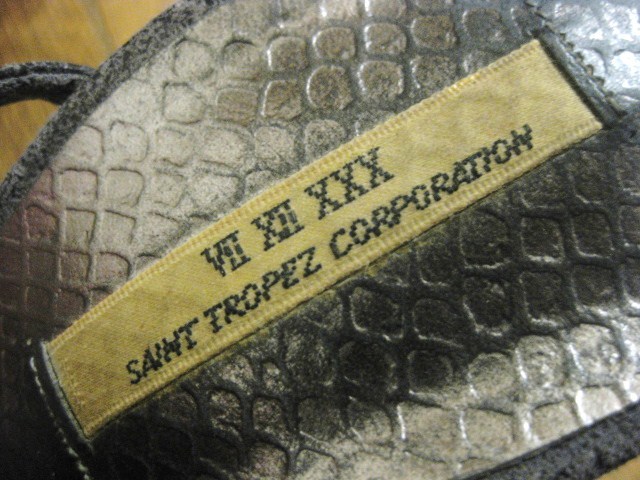 VII XII XXX
SAINT TROPEZ CORPORATION